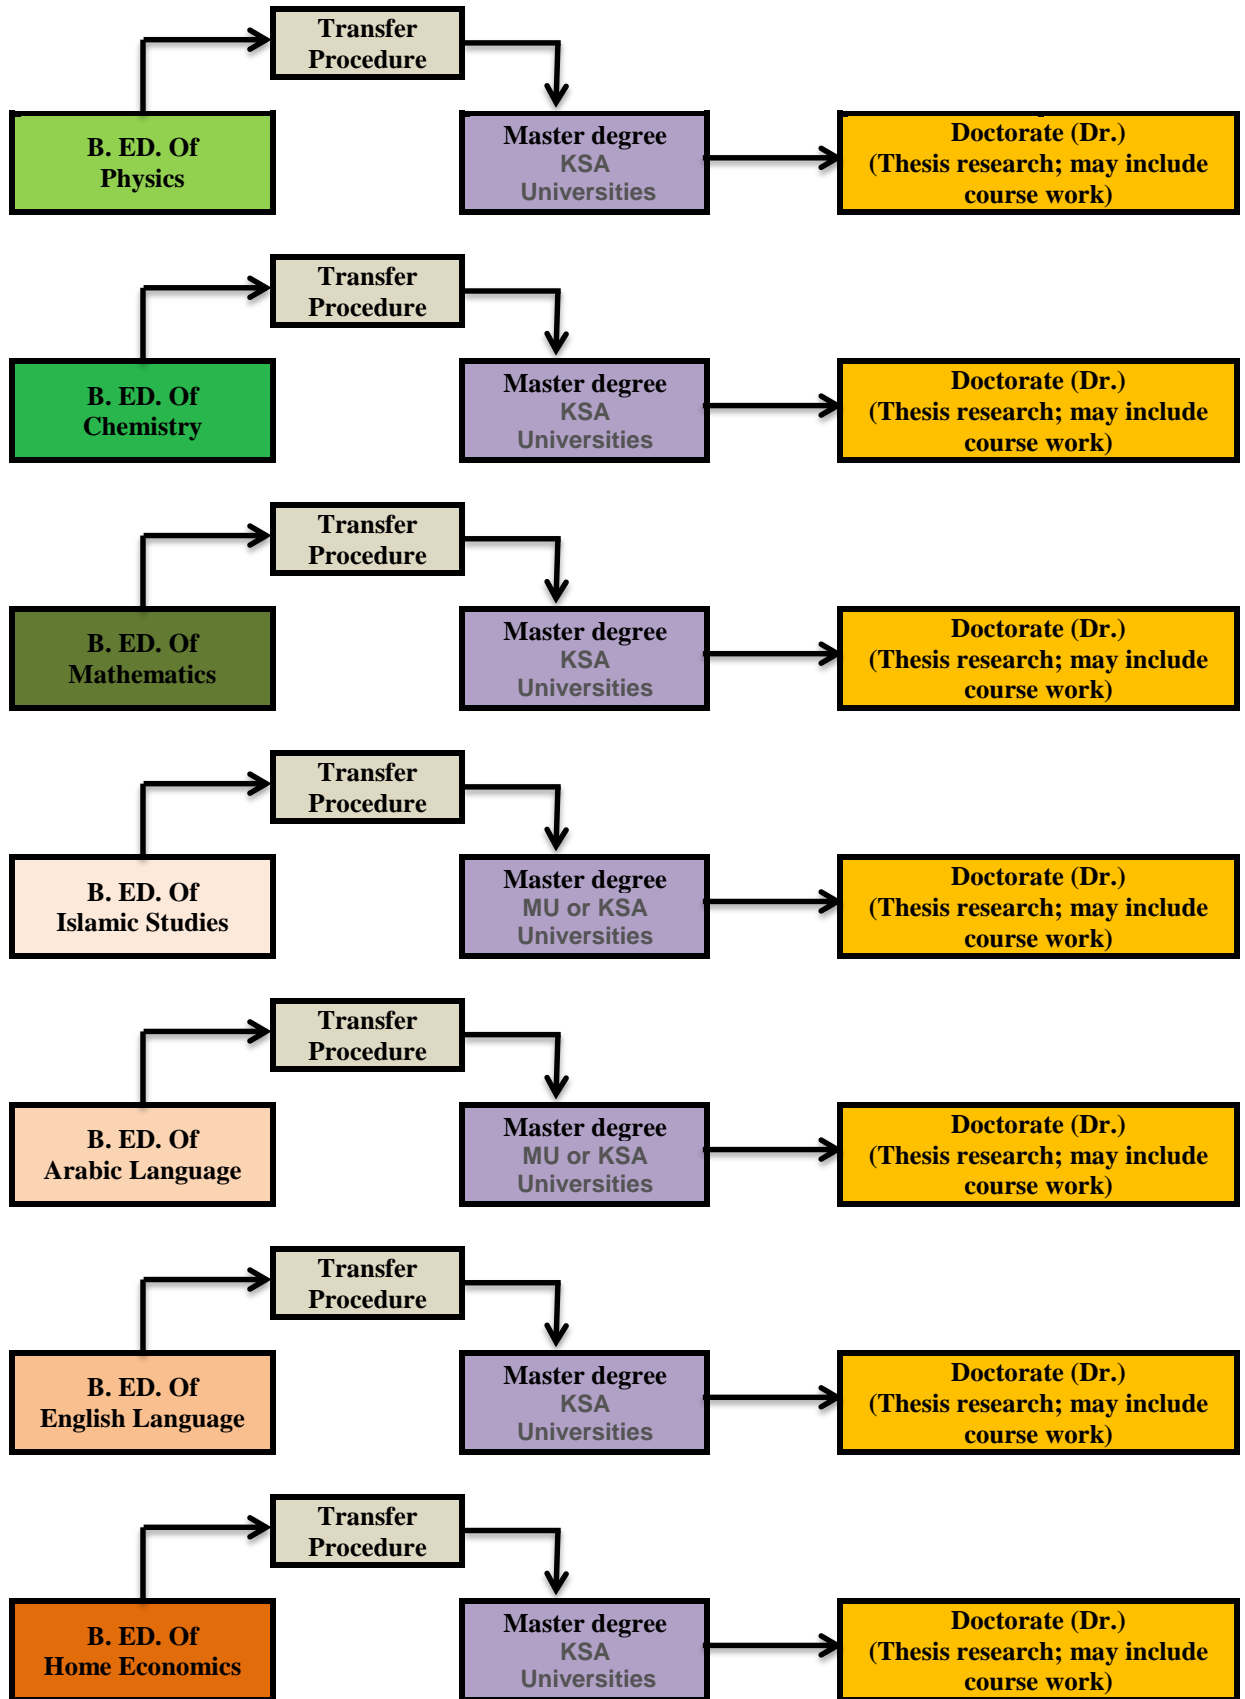 Transfer
Procedure
B. ED. Of
Physics
Master degree
KSA
Universities
Doctorate (Dr.)
(Thesis research; may include
course work)
Transfer
Procedure
B. ED. Of
Chemistry
Master degree
KSA
Universities
Doctorate (Dr.)
(Thesis research; may include
course work)
Transfer
Procedure
B. ED. Of
Mathematics
Master degree
KSA
Universities
Doctorate (Dr.)
(Thesis research; may include
course work)
Transfer
Procedure
B. ED. Of
Islamic Studies
Master degree
MU or KSA
Universities
Doctorate (Dr.)
(Thesis research; may include
course work)
Transfer
Procedure
B. ED. Of
Arabic Language
Master degree
MU or KSA
Universities
Doctorate (Dr.)
(Thesis research; may include
course work)
Transfer
Procedure
B. ED. Of
English Language
Master degree
KSA
Universities
Doctorate (Dr.)
(Thesis research; may include
course work)
Transfer
Procedure
B. ED. Of
Home Economics
Master degree
KSA
Universities
Doctorate (Dr.)
(Thesis research; may include
course work)